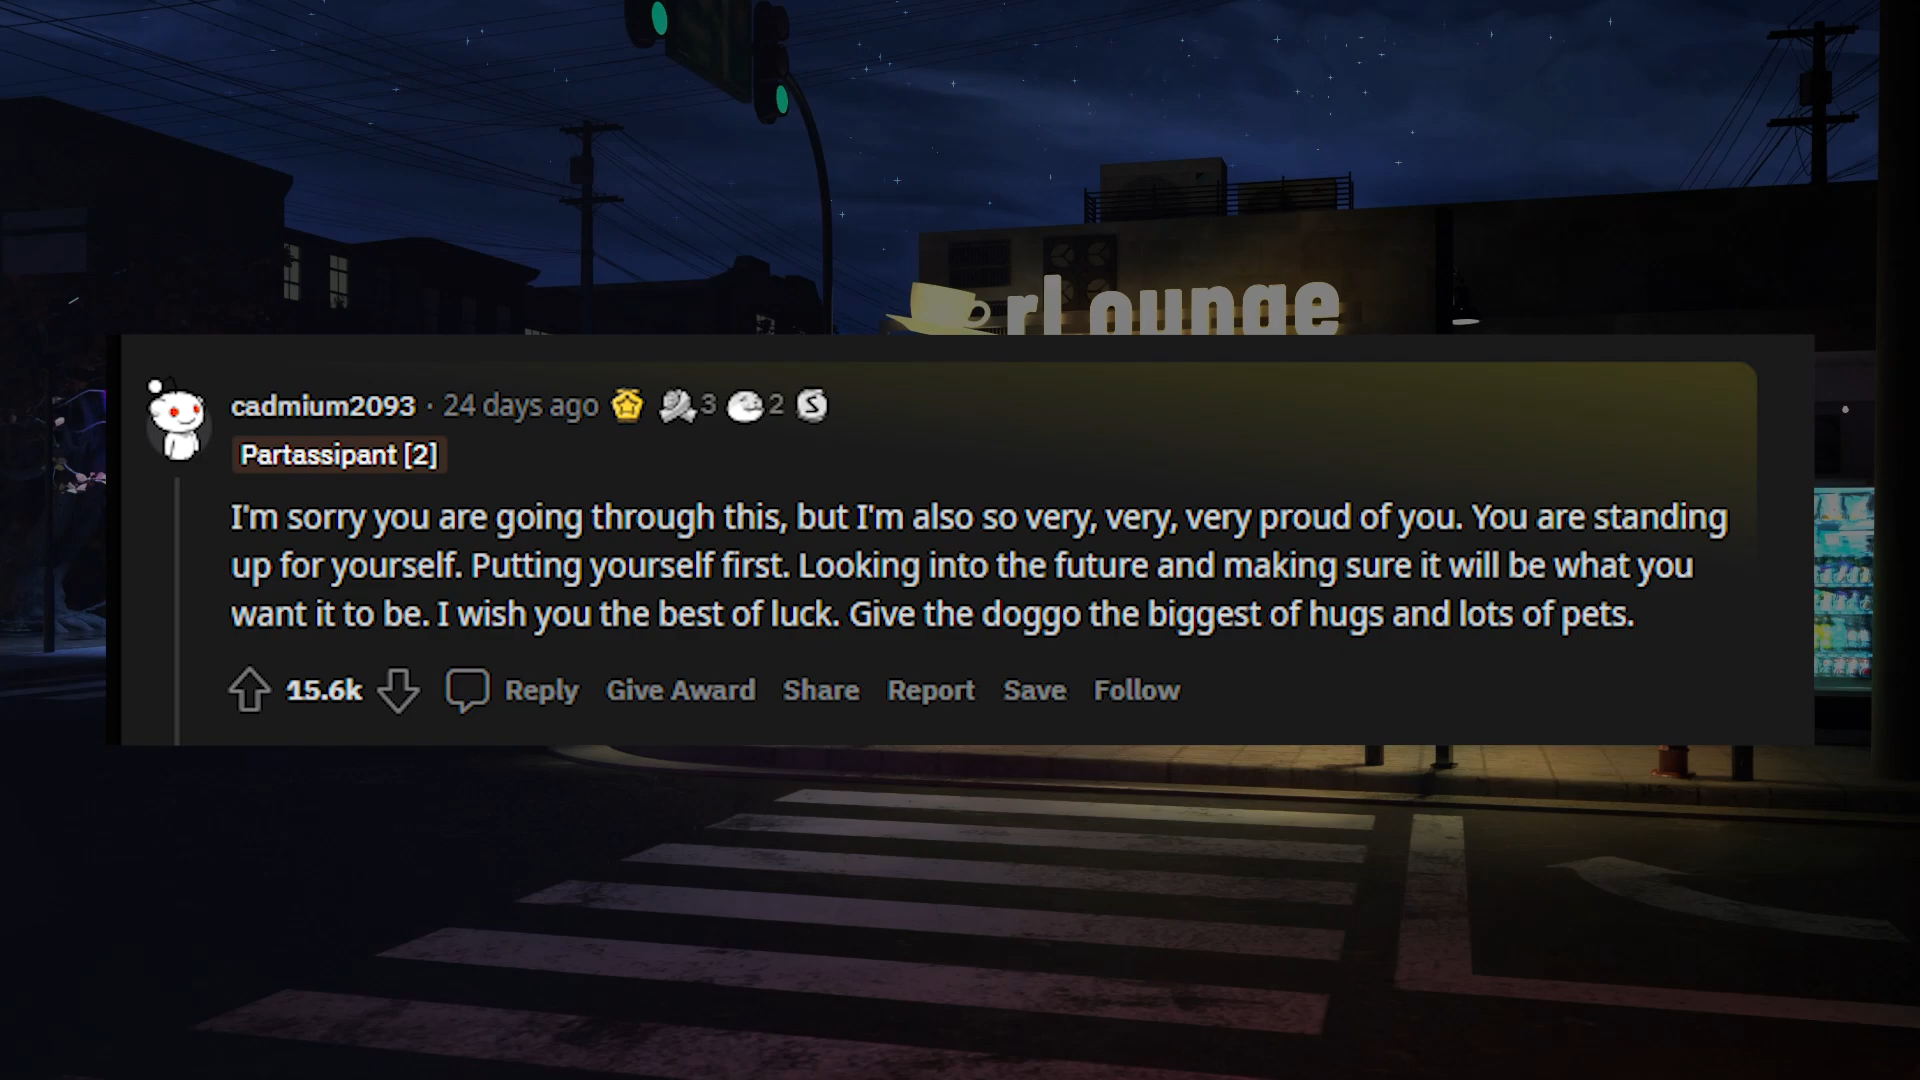 rlounge
cadmium2093 · 24 days ago 3 2 S
Partassipant [2]
I'm sorry you are going through this, but I'm also so very, very, very proud of you. You are standing
up for yourself. Putting yourself first. Looking into the future and making sure it will be what you
want it to be. I wish you the best of luck. Give the doggo the biggest of hugs and lots of pets.
15.6k Reply Give Award Share Report Save Follow